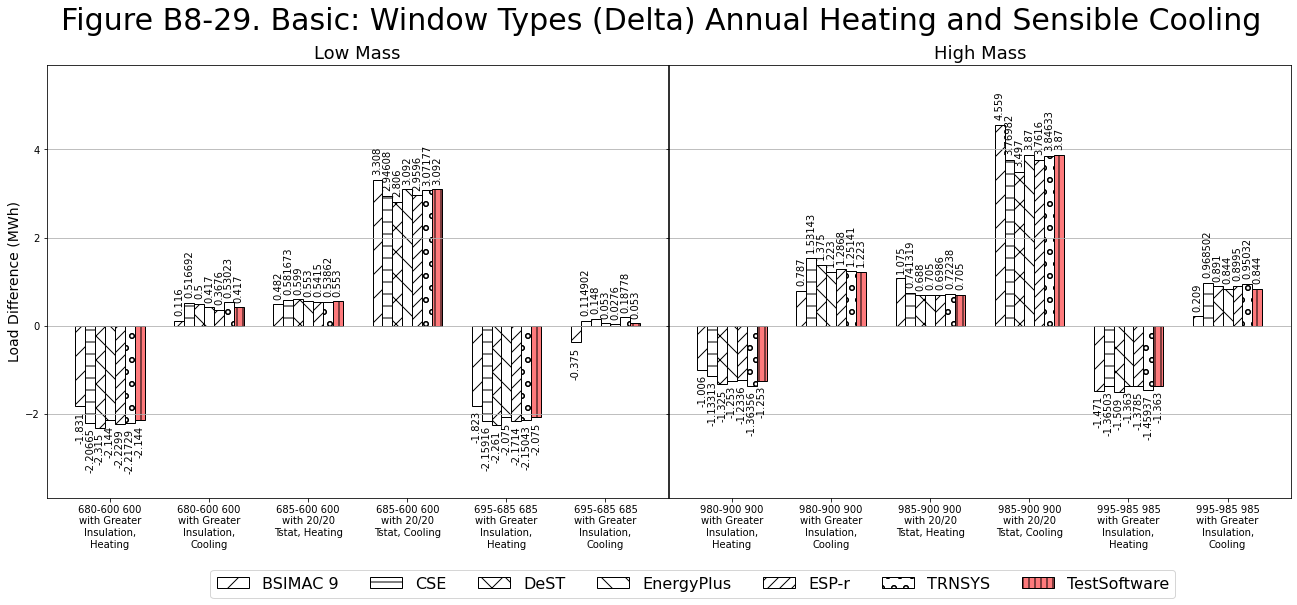 Figure B8-29. Basic: Window Types (Delta) Annual Heating and Sensible Cooling
Low Mass
High Mass
Load Difference (MWh)
4
2
0
−2
-1.831
-2.20665
-2.315
-2.144
-2.2299
-2.21729
-2.144
0.116
0.516692
0.5
0.417
0.3676
0.53023
0.417
0.482
0.581673
0.599
0.553
0.5415
0.53862
0.553
3.308
2.94608
2.806
3.092
2.9596
3.07177
3.092
-1.823
-2.15916
-2.261
-2.075
-2.1714
-2.15043
-2.075
-0.375
0.114902
0.148
0.053
0.0276
0.18778
0.053
-1.006
-1.13313
-1.325
-1.253
-1.2336
-1.36356
-1.253
0.787
1.53143
1.375
1.223
1.2868
1.25141
1.223
1.075
0.741319
0.688
0.705
0.6986
0.72238
0.705
4.559
3.76982
3.497
3.87
3.7616
3.84633
3.87
-1.471
-1.36503
-1.509
-1.363
-1.3785
-1.45937
-1.363
0.209
0.968502
0.891
0.844
0.8995
0.95032
0.844
680-600 600
with Greater
Insulation,
Heating
680-600 600
with Greater
Insulation,
Cooling
685-600 600
with 20/20
Tstat, Heating
685-600 600
with 20/20
Tstat, Cooling
695-685 685
with Greater
Insulation,
Heating
695-685 685
with Greater
Insulation,
Cooling
980-900 900
with Greater
Insulation,
Heating
980-900 900
with Greater
Insulation,
Cooling
985-900 900
with 20/20
Tstat, Heating
985-900 900
with 20/20
Tstat, Cooling
995-985 985
with Greater
Insulation,
Heating
995-985 985
with Greater
Insulation,
Cooling
BSIMAC 9
CSE
DeST
EnergyPlus
ESP-r
TRNSYS
TestSoftware